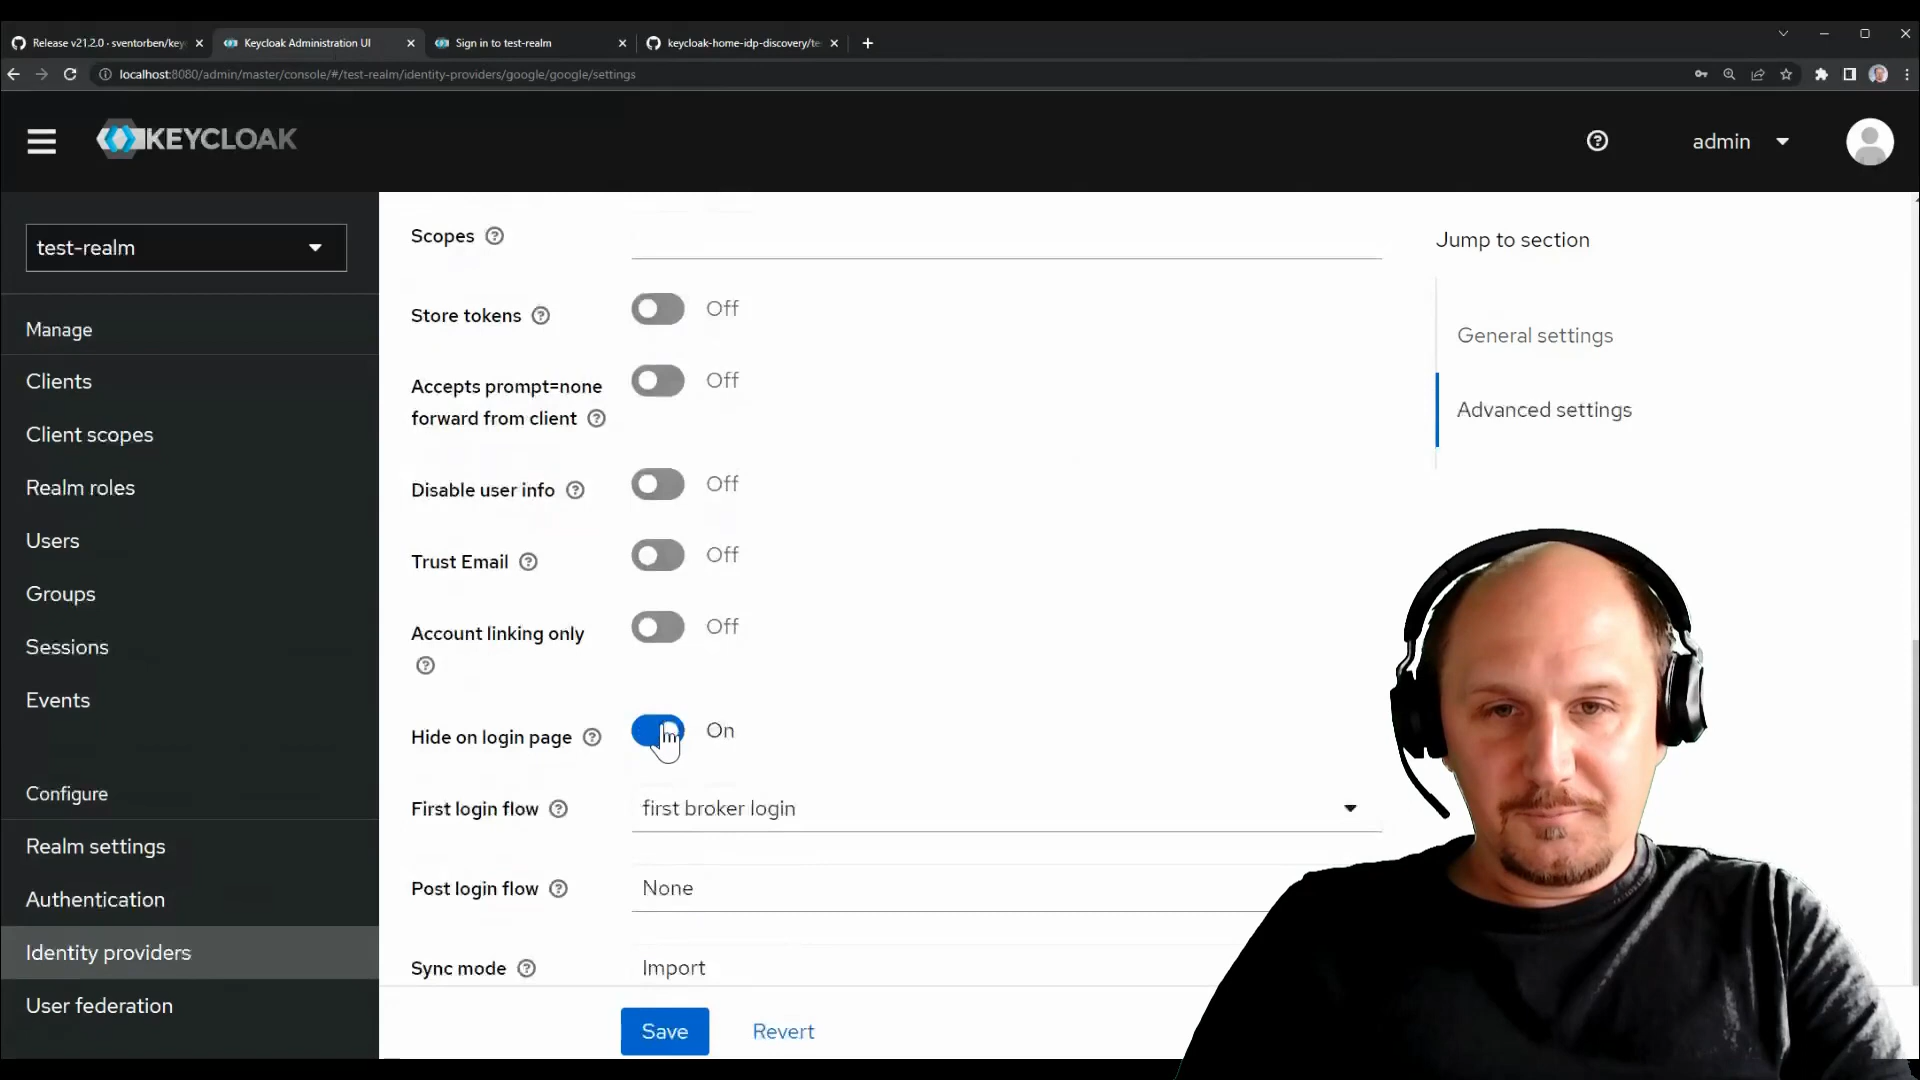 Release v21.2.0 · sventorben/key
Keycloak Administration UI
Sign in to test-realm
keycloak-home-idp-discovery/te
localhost:8080/admin/master/console/#/test-realm/identity-providers/google/google/settings
KEYCLOAK
admin
test-realm
Manage
Clients
Client scopes
Realm roles
Users
Groups
Sessions
Events
Configure
Realm settings
Authentication
Identity providers
User federation
Scopes
Store tokens
Off
Accepts prompt=none
forward from client
Off
Disable user info
Off
Trust Email
Off
Account linking only
Off
Hide on login page
On
First login flow
first broker login
Post login flow
None
Sync mode
Import
Save
Revert
Jump to section
General settings
Advanced settings